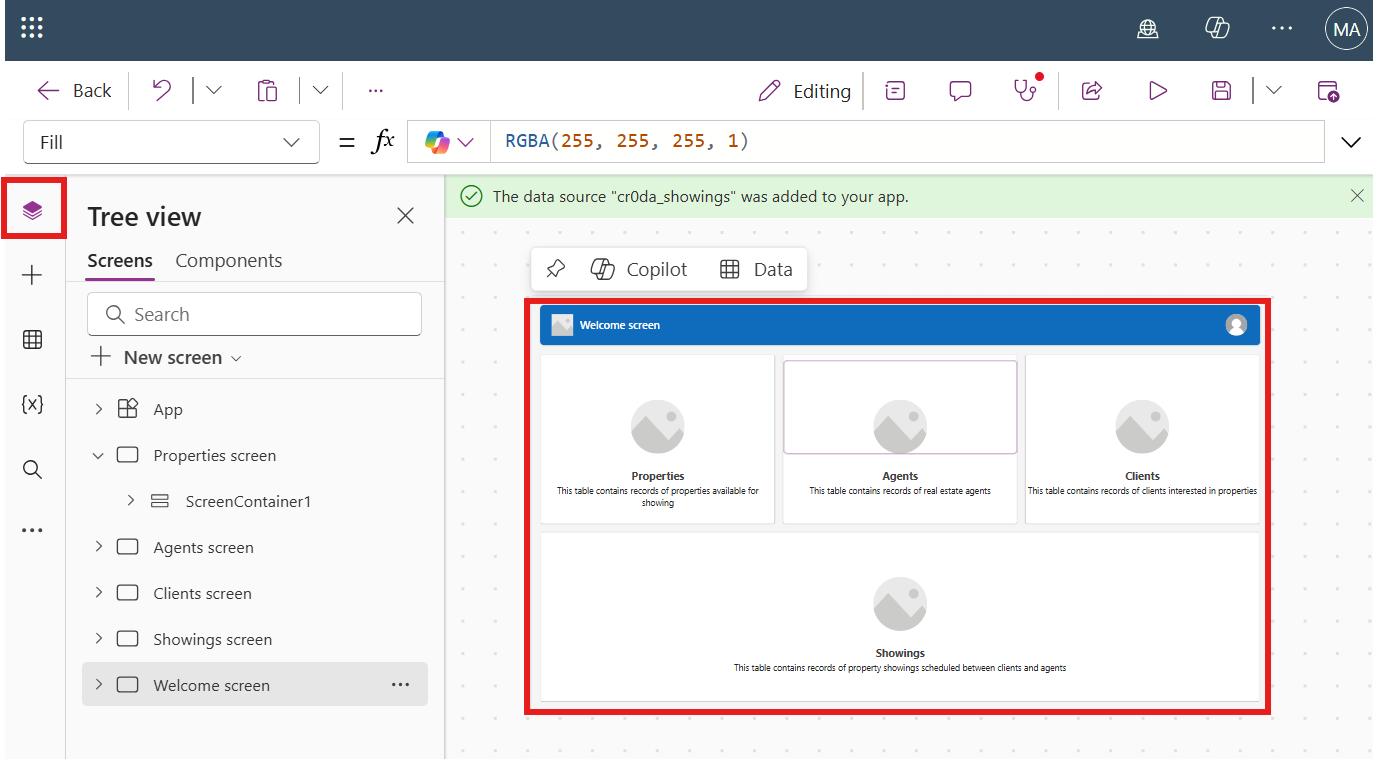 MA
Back
Editing
Fill
= fx
RGBA(255, 255, 255, 1)
The data source "cr0da_showings" was added to your app.
Tree view
Screens Components
Search
New screen
App
Properties screen
ScreenContainer1
Agents screen
Clients screen
Showings screen
Welcome screen
Copilot
Data
Welcome screen
Properties
This table contains records of properties available for
showing
Agents
This table contains records of real estate agents
Clients
This table contains records of clients interested in properties
Showings
This table contains records of property showings scheduled between clients and agents